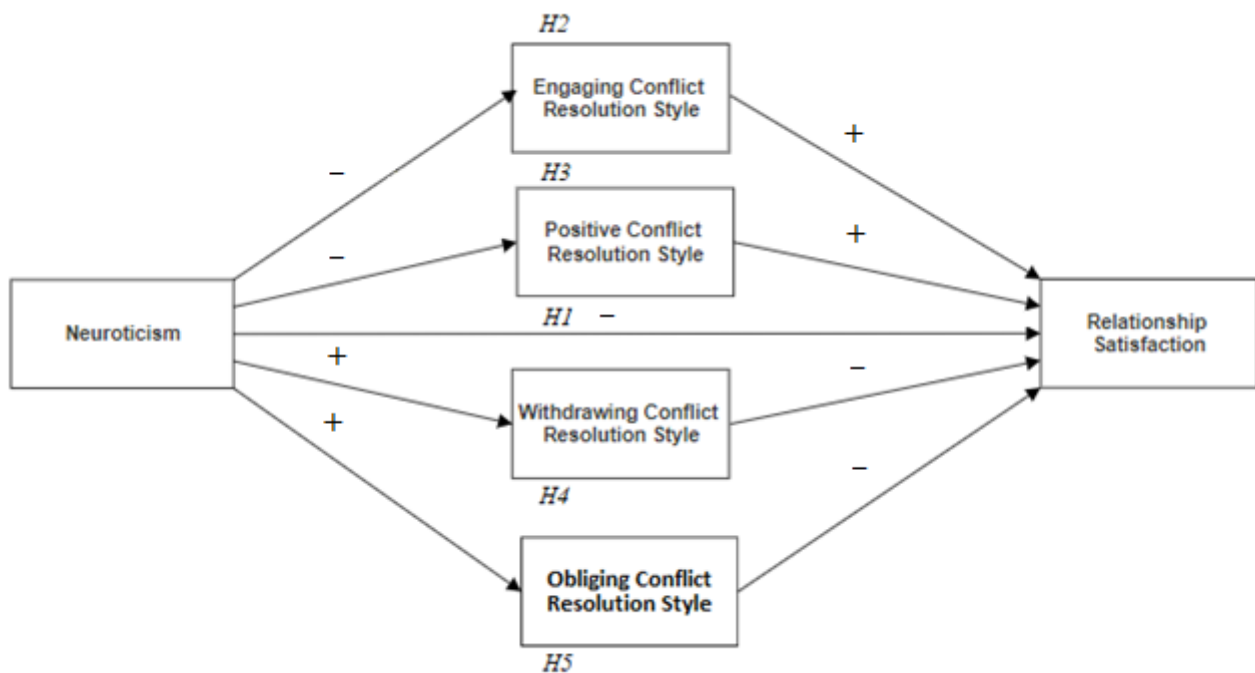 H2
Engaging Conflict
Resolution Style
+
−
H3
Positive Conflict
Resolution Style
+
−
Neuroticism
H1 −
Relationship
Satisfaction
+
Withdrawing Conflict
Resolution Style
−
+
H4
−
Obliging Conflict
Resolution Style
H5